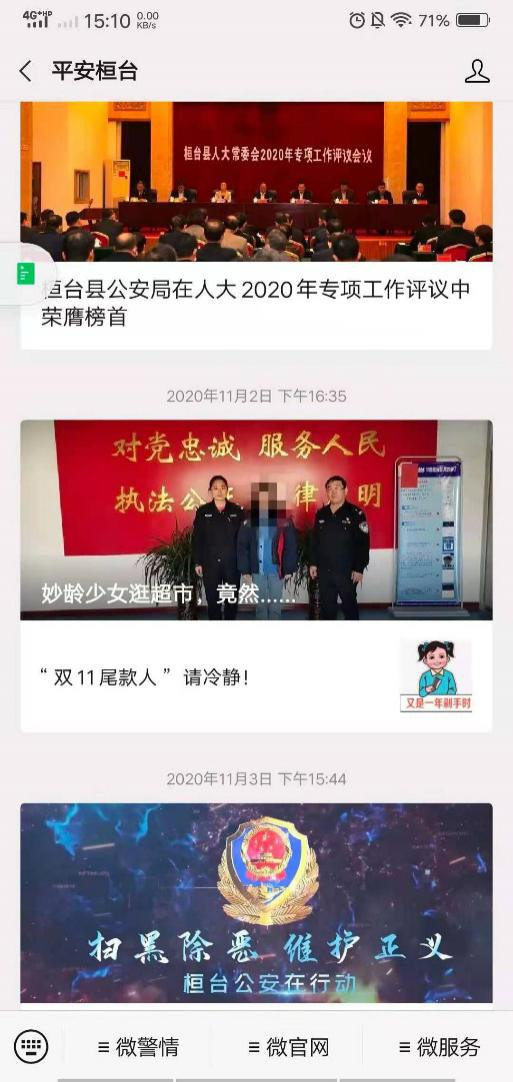 4G+HD
15:10
0.00
KB/s
71%
平安桓台
桓台县人大常委会2020年专项工作评议会议
桓台县公安局在人大2020年专项工作评议中
荣膺榜首
2020年11月2日 下午16:35
对党忠诚 服务人民
执法公 律 明
妙龄少女逛超市，竟然......
“双11尾款人” 请冷静！
又是一年剁手时
2020年11月3日 下午15:44
扫黑除恶 维护正义
桓台公安在行动
≡ 微警情
≡ 微官网
≡ 微服务